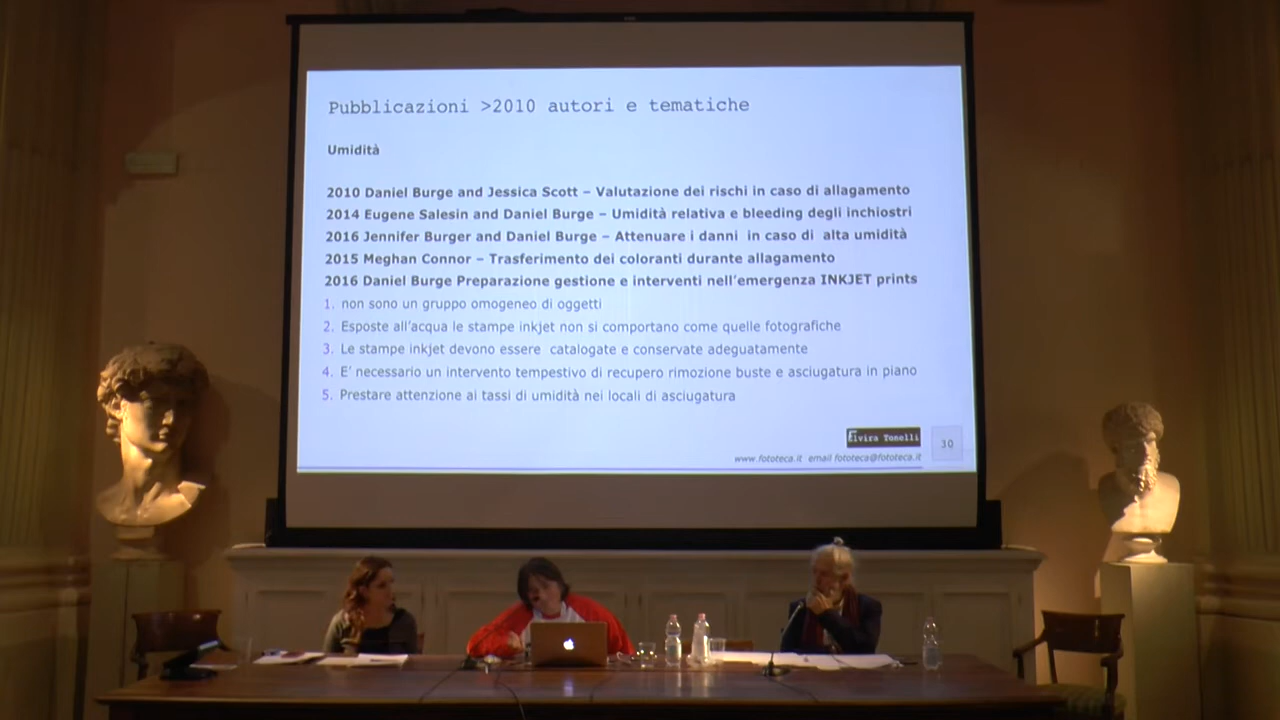 Pubblicazioni >2010 autori e tematiche
Umidità
2010 Daniel Burge and Jessica Scott – Valutazione dei rischi in caso di allagamento
2014 Eugene Salesin and Daniel Burge – Umidità relativa e bleeding degli inchiostri
2016 Jennifer Burger and Daniel Burge – Attenuare i danni in caso di alta umidità
2015 Meghan Connor – Trasferimento dei coloranti durante allagamento
2016 Daniel Burge Preparazione gestione e interventi nell'emergenza INKJET prints
1. non sono un gruppo omogeneo di oggetti
2. Esposte all'acqua le stampe inkjet non si comportano come quelle fotografiche
3. Le stampe inkjet devono essere catalogate e conservate adeguatamente
4. E' necessario un intervento tempestivo di recupero rimozione buste e asciugatura in piano
5. Prestare attenzione ai tassi di umidità nei locali di asciugatura
Elvira Tonelli
30
www.fototeca.it email fototeca@fototeca.it